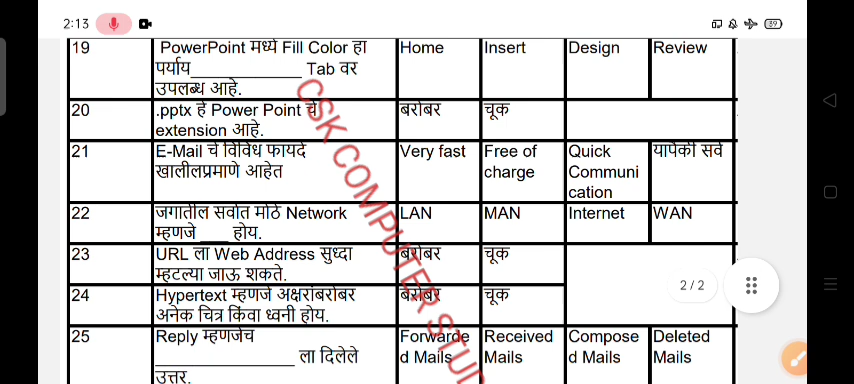 2:13
39
19 PowerPoint मध्ये Fill Color हा Home Insert Design Review
पर्याय______________ Tab वर
उपलब्ध आहे.
20 .pptx हे Power Point चे बरोबर चूक
extension आहे.
21 E-Mail चे विविध फायदे Very fast Free of Quick यापैकी सर्व
खालीलप्रमाणे आहेत charge Communi
cation
22 जगातील सर्वात मोठे Network LAN MAN Internet WAN
म्हणजे ____ होय.
23 URL ला Web Address सुध्दा बरोबर चूक
म्हटल्या जाऊ शकते.
24 Hypertext म्हणजे अक्षरांबरोबर बरोबर चूक
अनेक चित्र किंवा ध्वनी होय.
25 Reply म्हणजेच Forwarde Received Compose Deleted
__________________ ला दिलेले d Mails Mails d Mails Mails
उत्तर.
CSK COMPUTER STUD
2 / 2